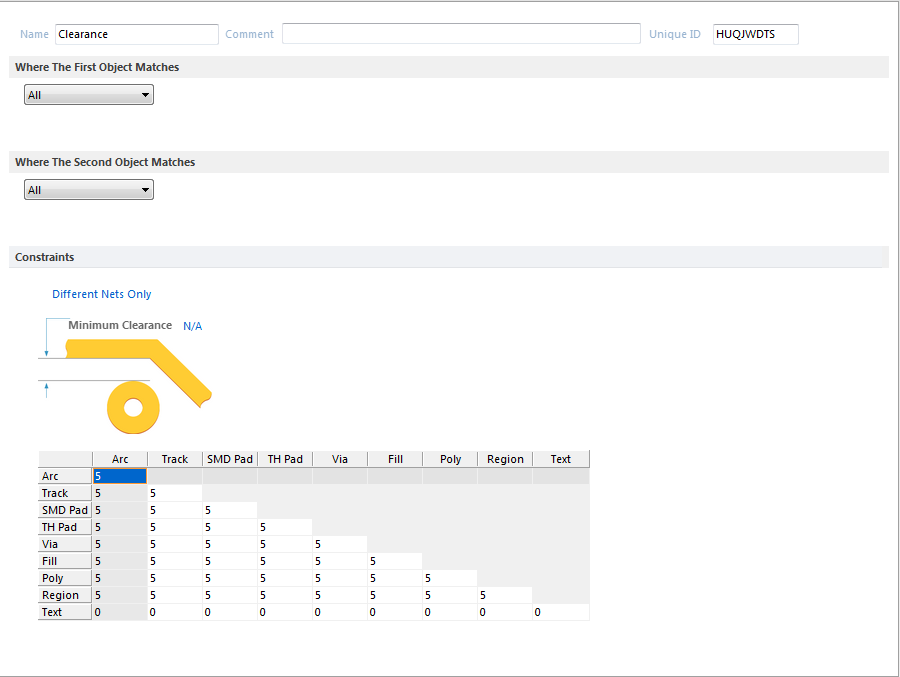 Name Clearance Comment Unique ID HUQJWDTS
Where The First Object Matches
All
Where The Second Object Matches
All
Constraints
Different Nets Only
Minimum Clearance N/A
Arc Track SMD Pad TH Pad Via Fill Poly Region Text
Arc 5
Track 5 5
SMD Pad 5 5 5
TH Pad 5 5 5 5
Via 5 5 5 5 5
Fill 5 5 5 5 5 5
Poly 5 5 5 5 5 5 5
Region 5 5 5 5 5 5 5 5
Text 0 0 0 0 0 0 0 0 0